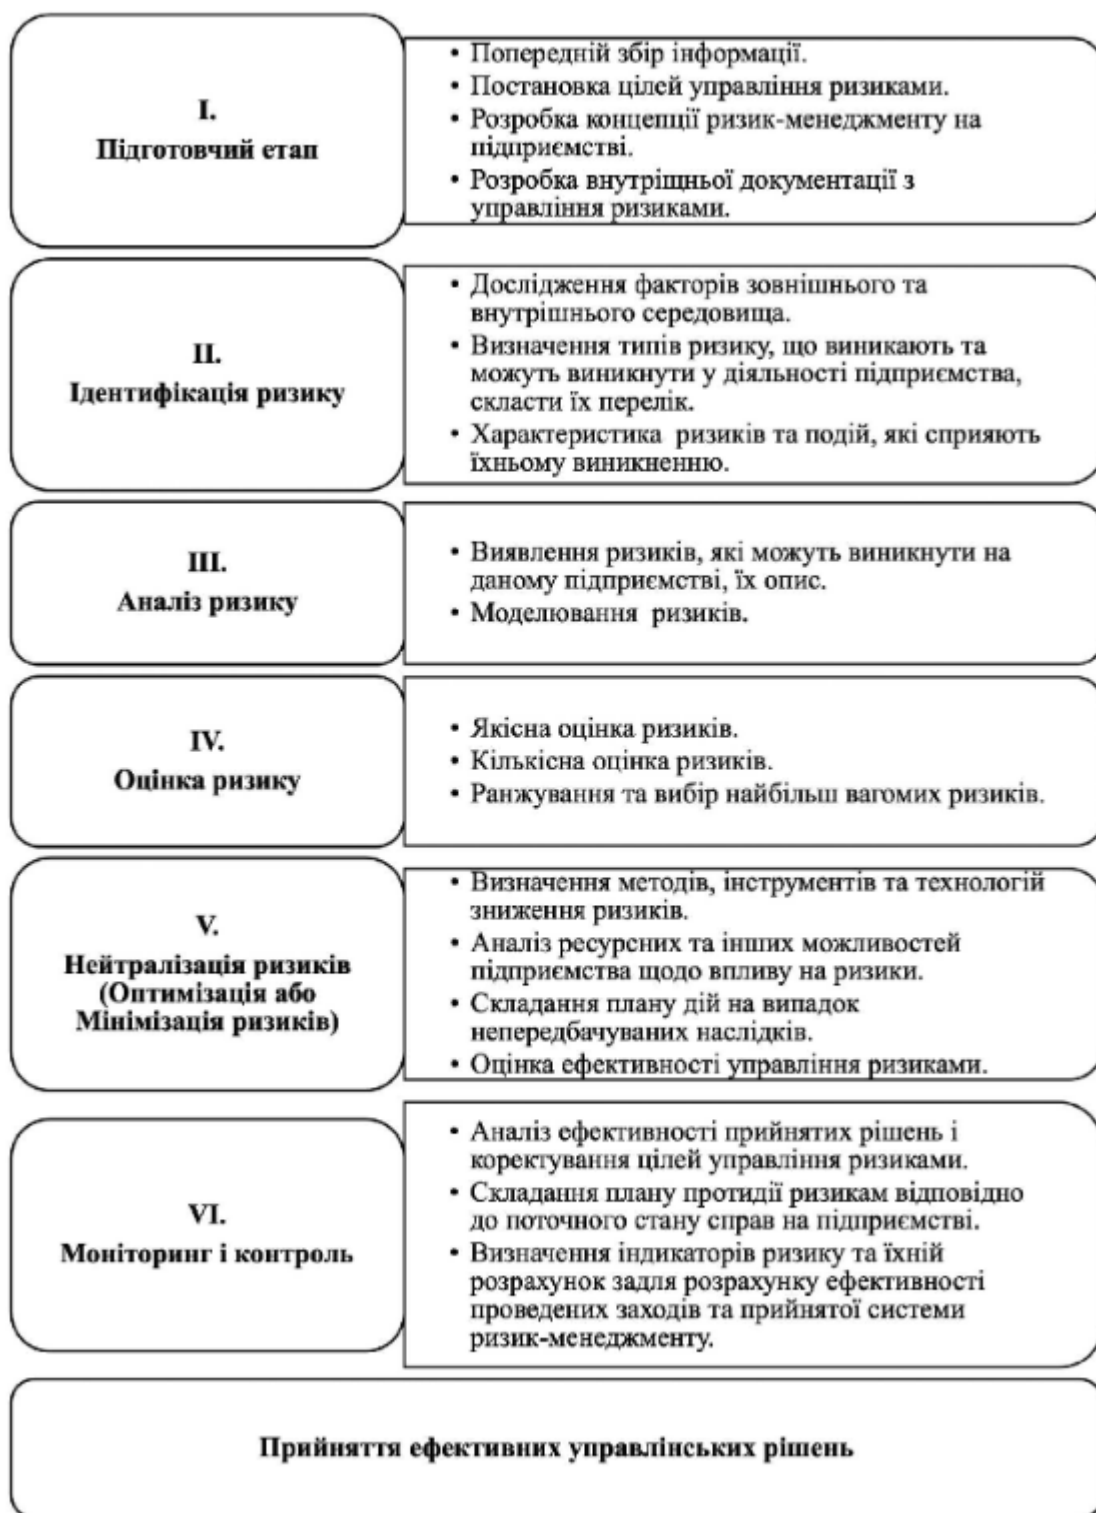 I.
Підготовчий етап
• Попередній збір інформації.
• Постановка цілей управління ризиками.
• Розробка концепції ризик-менеджменту на
підприємстві.
• Розробка внутріщньої документації з
управління ризиками.
II.
Ідентифікація ризику
• Дослідження факторів зовнішнього та
внутрішнього середовища.
• Визначення типів ризику, що виникають та
можуть виникнути у діяльності підприємства,
скласти їх перелік.
• Характеристика ризиків та подій, які сприяють
їхньому виникненню.
III.
Аналіз ризику
• Виявлення ризиків, які можуть виникнути на
даному підприємстві, їх опис.
• Моделювання ризиків.
IV.
Оцінка ризику
• Якісна оцінка ризиків.
• Кількісна оцінка ризиків.
• Ранжування та вибір найбільш вагомих ризиків.
V.
Нейтралізація ризиків
(Оптимізація або
Мінімізація ризиків)
• Визначення методів, інструментів та технологій
зниження ризиків.
• Аналіз ресурсних та інших можливостей
підприємства щодо впливу на ризики.
• Складання плану дій на випадок
непередбачуваних наслідків.
• Оцінка ефективності управління ризиками.
VI.
Моніторинг і контроль
• Аналіз ефективності прийнятих рішень і
коректування цілей управління ризиками.
• Складання плану протидії ризикам відповідно
до поточного стану справ на підприємстві.
• Визначення індикаторів ризику та їхній
розрахунок задля розрахунку ефективності
проведених заходів та прийнятої системи
ризик-менеджменту.
Прийняття ефективних управлінських рішень